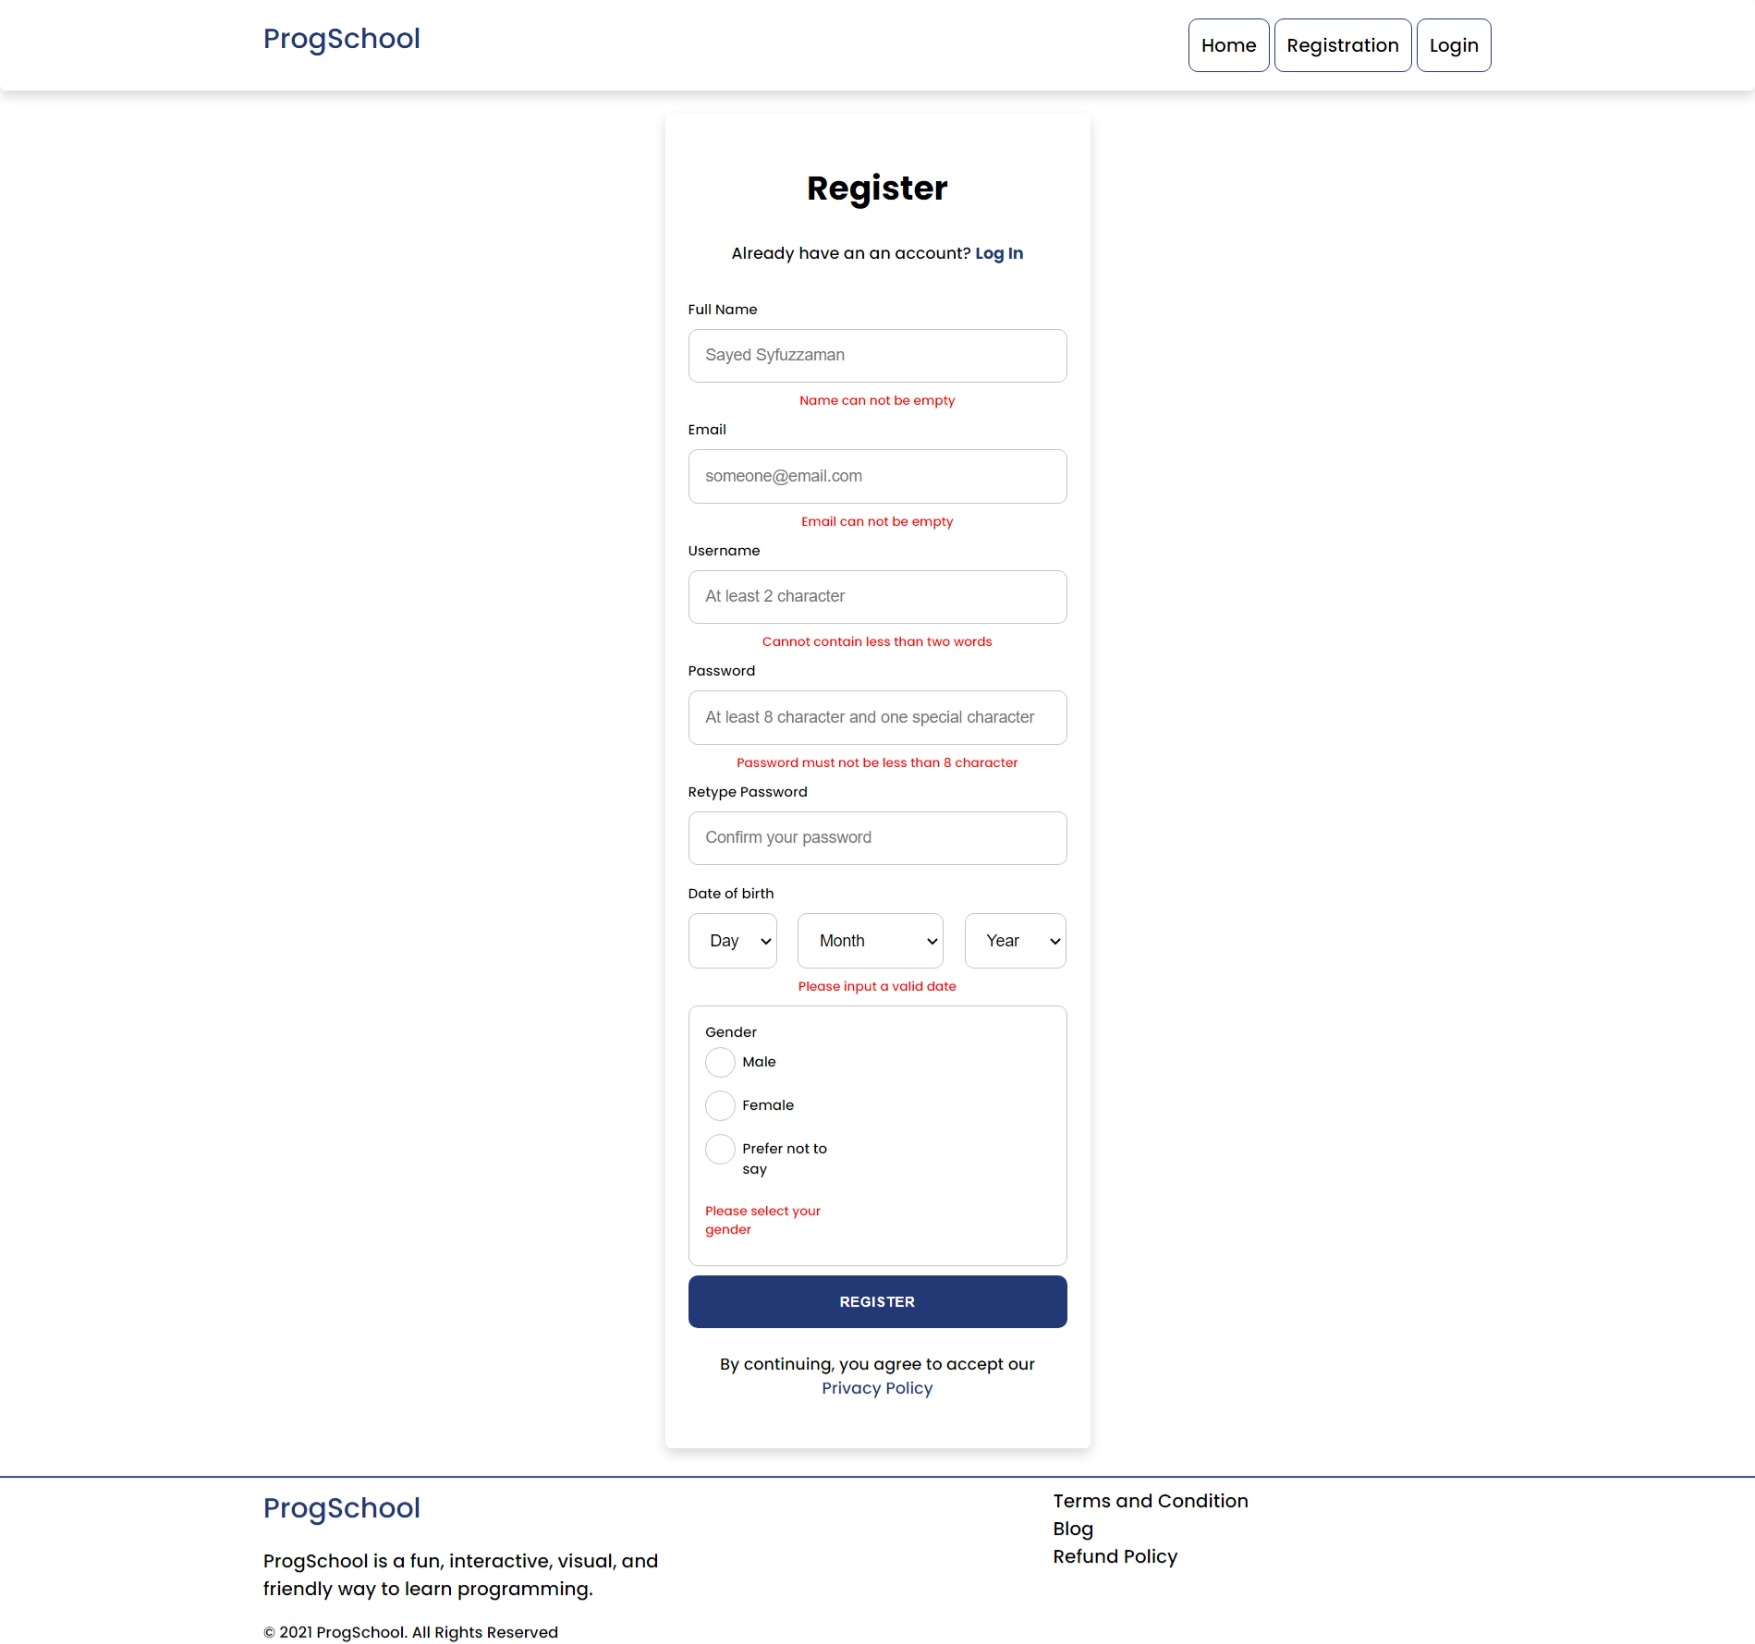 ProgSchool
Home Registration Login
Register
Already have an an account? Log In
Full Name
Sayed Syfuzzaman
Name can not be empty
Email
someone@email.com
Email can not be empty
Username
At least 2 character
Cannot contain less than two words
Password
At least 8 character and one special character
Password must not be less than 8 character
Retype Password
Confirm your password
Date of birth
Day Month Year
Please input a valid date
Gender
Male
Female
Prefer not to
say
Please select your
gender
REGISTER
By continuing, you agree to accept our
Privacy Policy
ProgSchool
ProgSchool is a fun, interactive, visual, and
friendly way to learn programming.
© 2021 ProgSchool. All Rights Reserved
Terms and Condition
Blog
Refund Policy